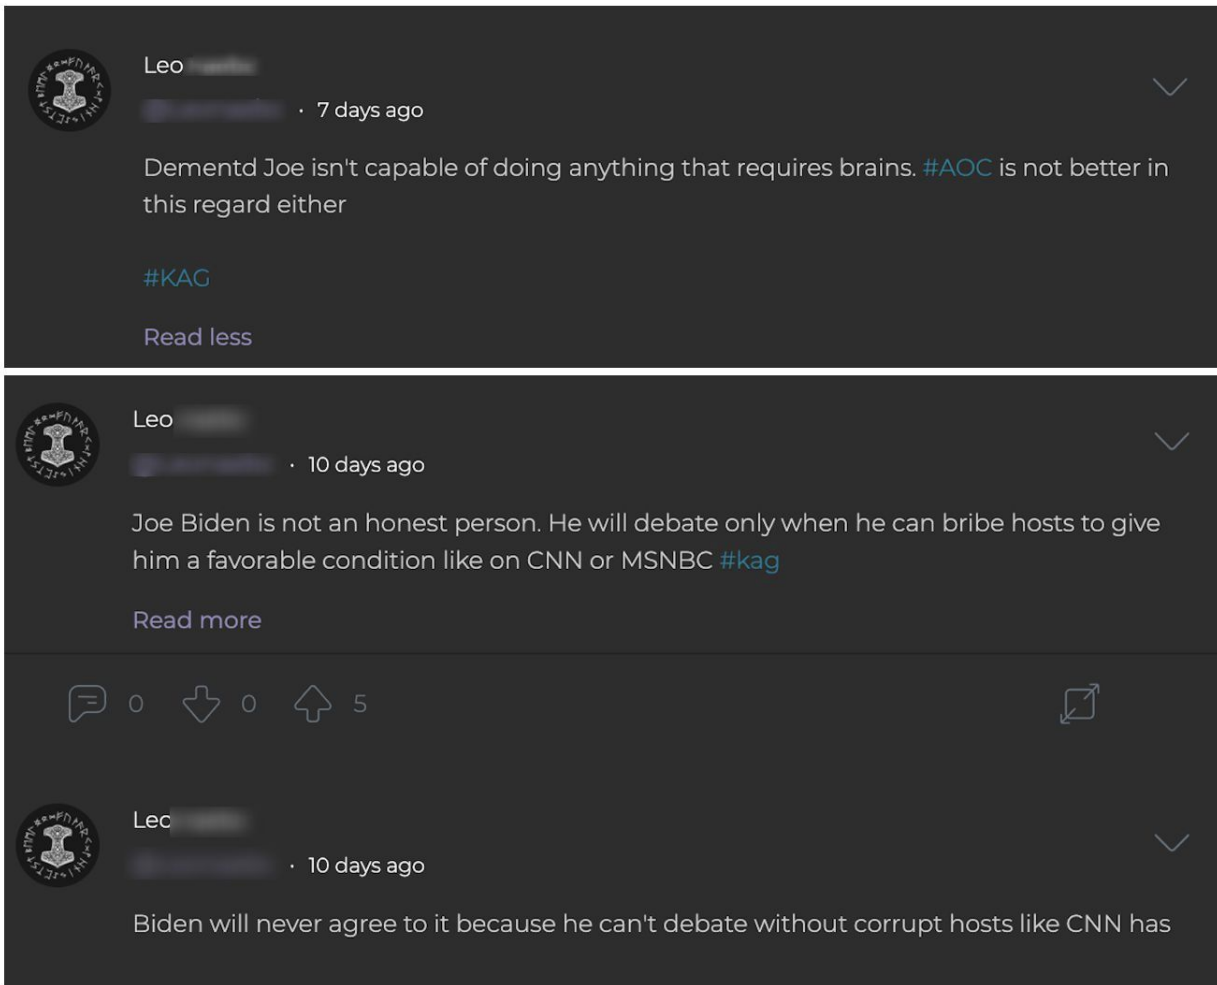 Leo
· 7 days ago
Dementd Joe isn't capable of doing anything that requires brains. #AOC is not better in
this regard either
#KAG
Read less
Leo
· 10 days ago
Joe Biden is not an honest person. He will debate only when he can bribe hosts to give
him a favorable condition like on CNN or MSNBC #kag
Read more
0 0 5
Leo
· 10 days ago
Biden will never agree to it because he can't debate without corrupt hosts like CNN has